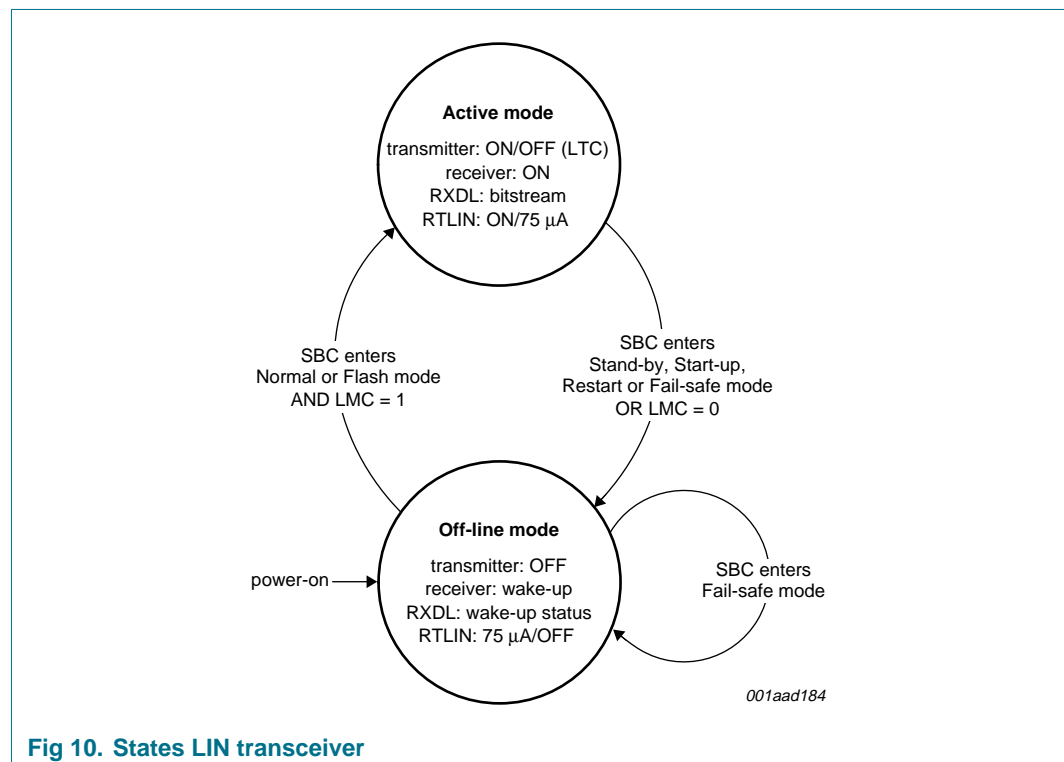 Active mode
transmitter: ON/OFF (LTC)
receiver: ON
RXDL: bitstream
RTLIN: ON/75 μA
SBC enters
Normal or Flash mode
AND LMC = 1
SBC enters
Stand-by, Start-up,
Restart or Fail-safe mode
OR LMC = 0
Off-line mode
transmitter: OFF
receiver: wake-up
RXDL: wake-up status
RTLIN: 75 μA/OFF
power-on
SBC enters
Fail-safe mode
001aad184
Fig 10. States LIN transceiver